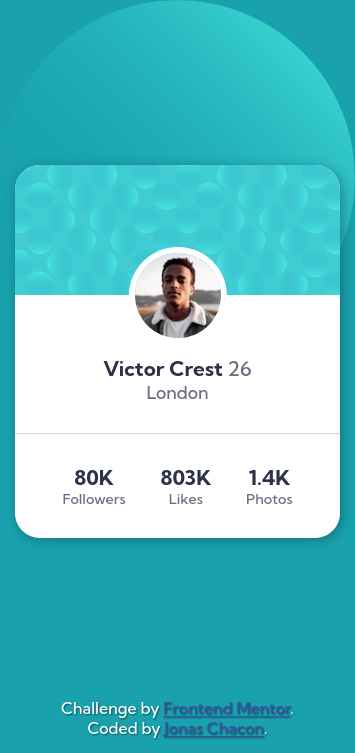 Victor Crest 26
London
80K 803K 1.4K
Followers Likes Photos
Challenge by Frontend Mentor.
Coded by Jonas Chacon.